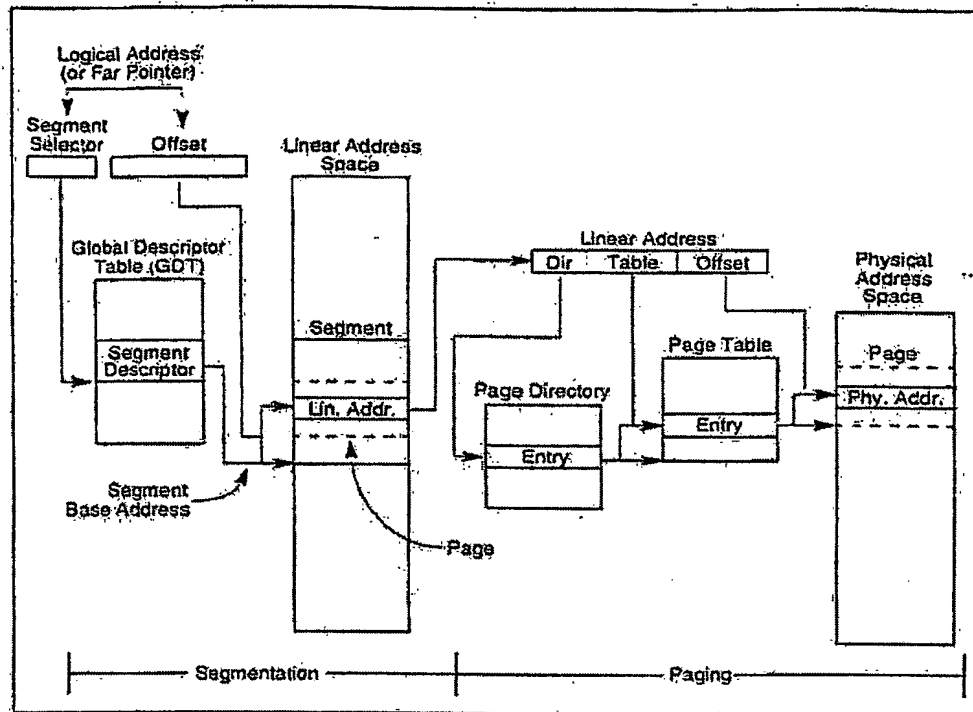 Logical Address
(or Far Pointer)
Segment
Selector
Offset
Linear Address
Space
Global Descriptor
Table (GDT)
Segment
Descriptor
Segment
Lin. Addr.
Segment
Base Address
Page
Linear Address
Dir Table Offset
Page Directory
Entry
Page Table
Entry
Physical
Address
Space
Page
Phy. Addr.
Segmentation
Paging